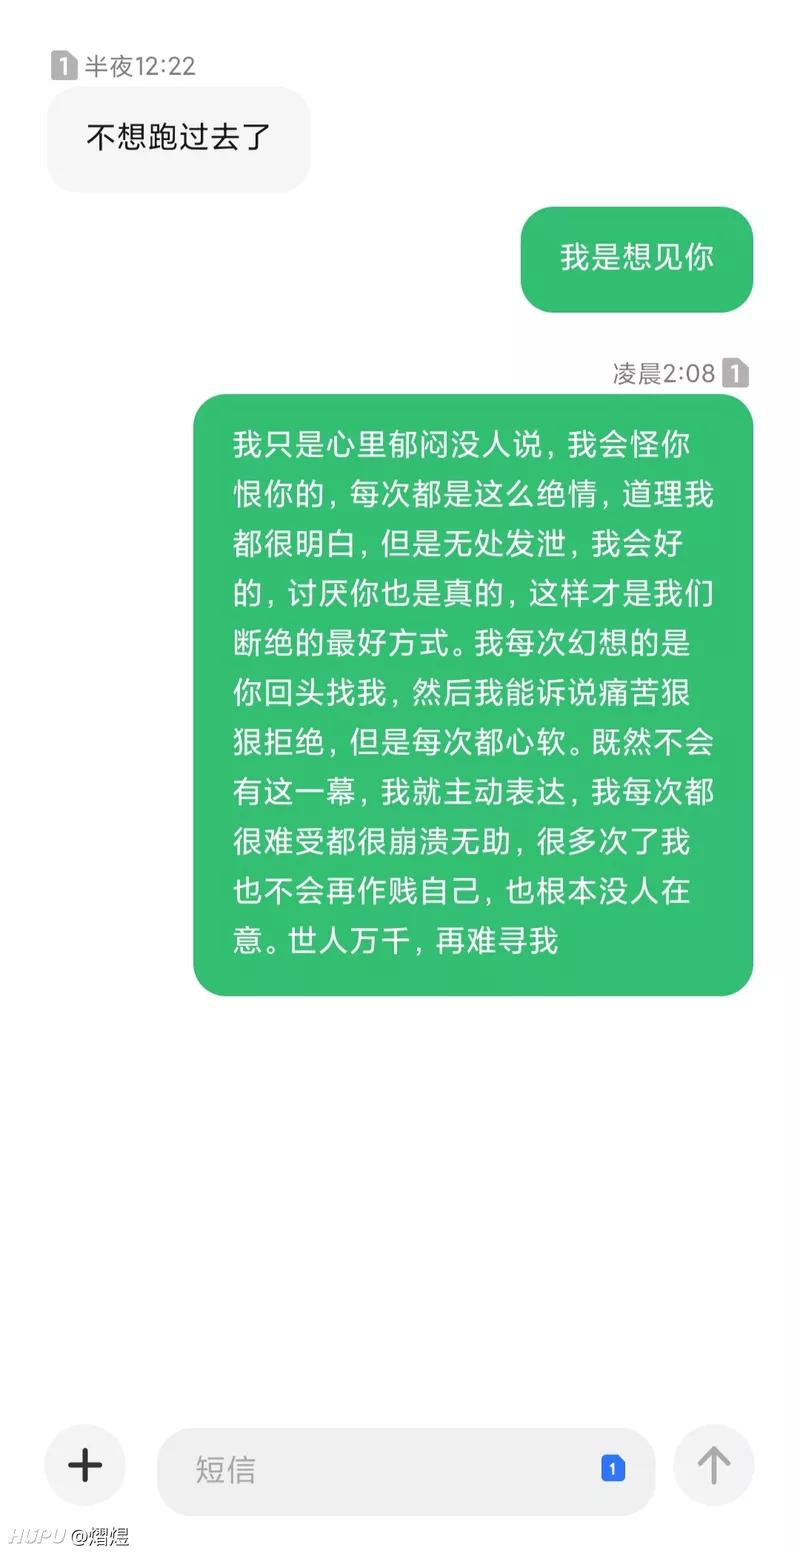 1 半夜12:22
不想跑过去了
我是想见你
凌晨2:08 1
我只是心里郁闷没人说，我会怪你
恨你的，每次都是这么绝情，道理我
都很明白，但是无处发泄，我会好
的，讨厌你也是真的，这样才是我们
断绝的最好方式。我每次幻想的是
你回头找我，然后我能诉说痛苦狠
狠拒绝，但是每次都心软。既然不会
有这一幕，我就主动表达，我每次都
很难受都很崩溃无助，很多次了我
也不会再作贱自己，也根本没人在
意。世人万千，再难寻我
短信 1
HUPU @熠煜